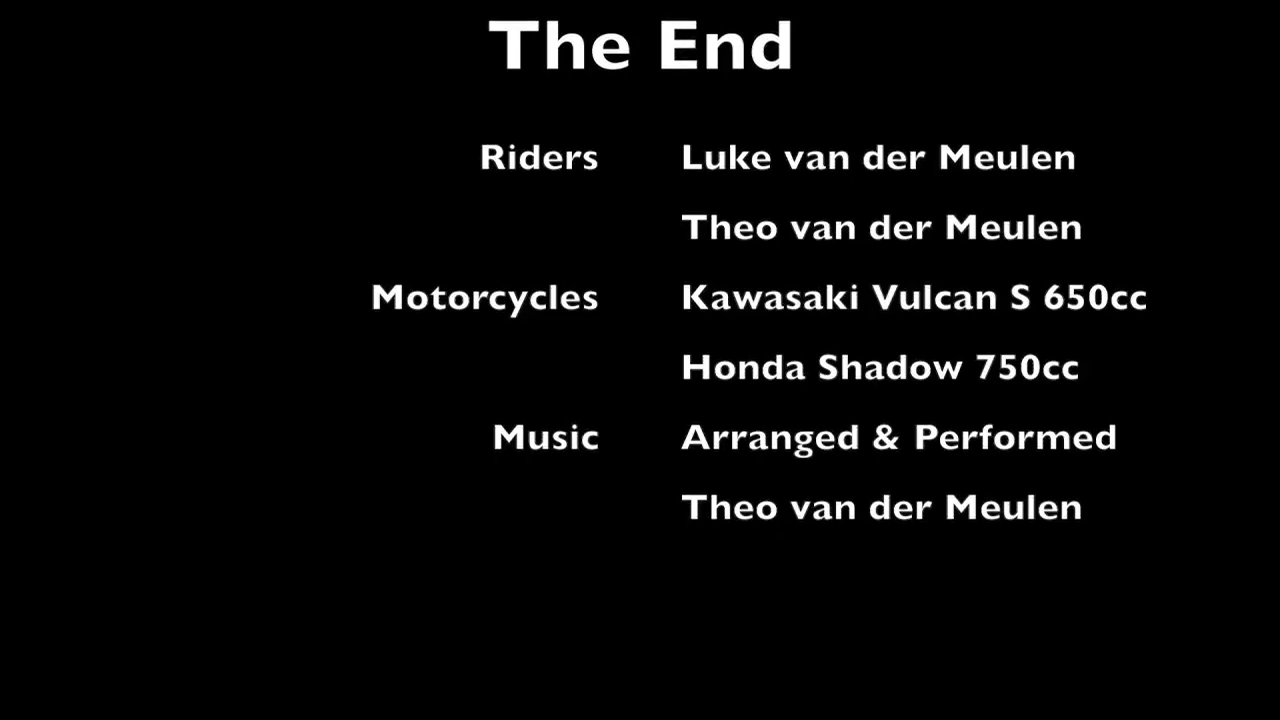 The End
Riders Luke van der Meulen
Theo van der Meulen
Motorcycles Kawasaki Vulcan S 650cc
Honda Shadow 750cc
Music Arranged & Performed
Theo van der Meulen